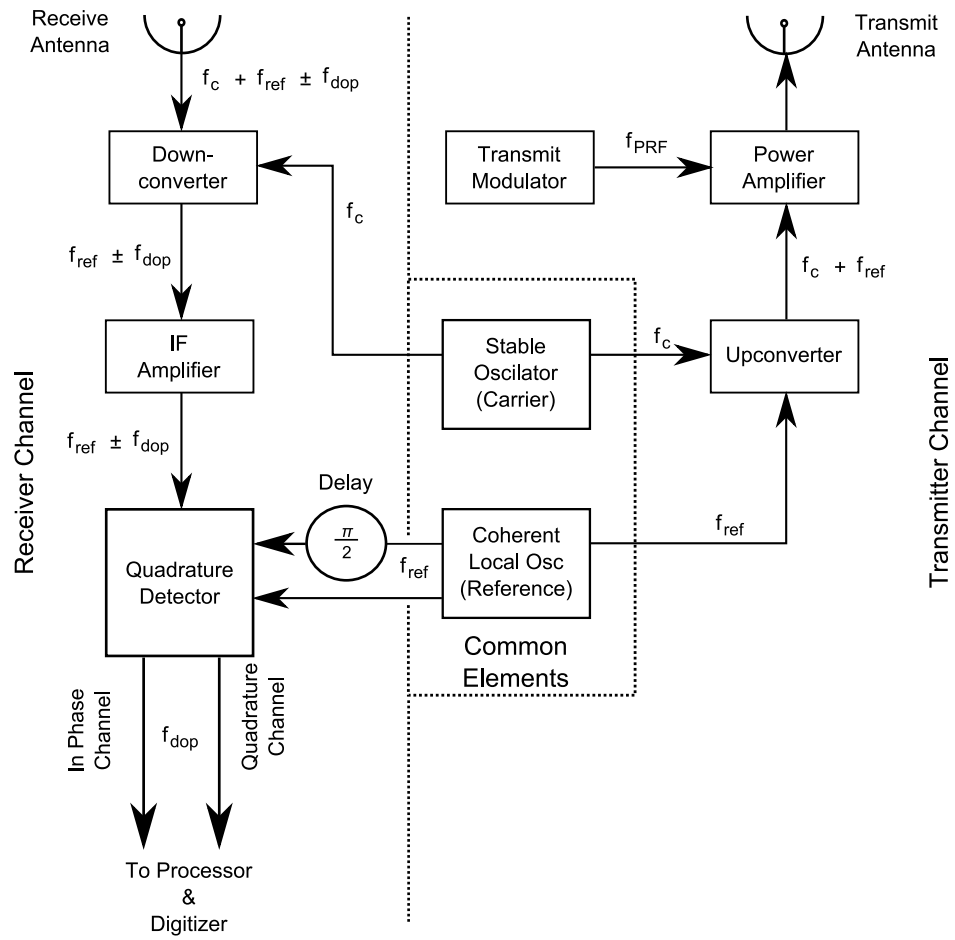 Receive
Antenna
Transmit
Antenna
f_c + f_ref ± f_dop
Down-
converter
Transmit
Modulator
f_PRF
Power
Amplifier
f_c
f_ref ± f_dop
f_c + f_ref
IF
Amplifier
Stable
Oscilator
(Carrier)
f_c
Upconverter
Receiver Channel
Transmitter Channel
f_ref ± f_dop
Delay
π
2
f_ref
Quadrature
Detector
Coherent
Local Osc
(Reference)
f_ref
Common
Elements
In Phase
Channel
f_dop
Quadrature
Channel
To Processor
&
Digitizer